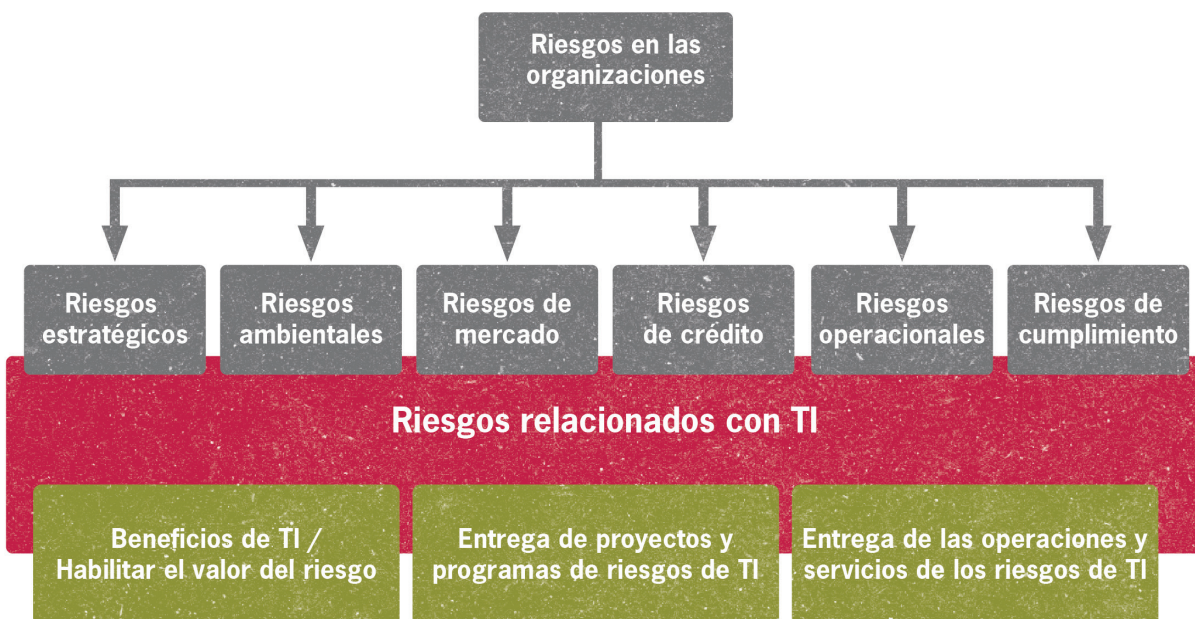 Riesgos en las
organizaciones
Riesgos
estratégicos
Riesgos
ambientales
Riesgos de
mercado
Riesgos
de crédito
Riesgos
operacionales
Riesgos de
cumplimiento
Riesgos relacionados con TI
Beneficios de TI /
Habilitar el valor del riesgo
Entrega de proyectos y
programas de riesgos de TI
Entrega de las operaciones y
servicios de los riesgos de TI